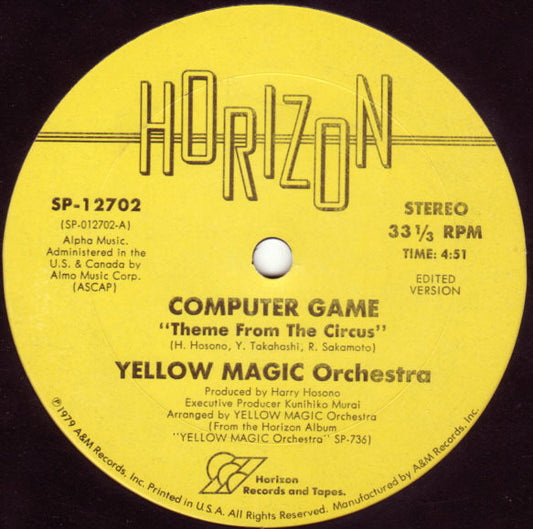 HORIZON
SP-12702
(SP-012702-A)
Alpha Music.
Administered in the
U.S. & Canada by
Almo Music Corp.
(ASCAP)
STEREO
33 1/3 RPM
TIME: 4:51
EDITED
VERSION
COMPUTER GAME
"Theme From The Circus"
(H. Hosono, Y. Takahashi, R. Sakamoto)
YELLOW MAGIC Orchestra
Produced by Harry Hosono
Executive Producer Kunihiko Murai
Arranged by YELLOW MAGIC Orchestra
(From the Horizon Album
"YELLOW MAGIC Orchestra" SP-736)
Horizon
Records and Tapes.
℗1979 A&M Records, Inc. Printed in U.S.A. All Rights Reserved. Manufactured by A&M Records, Inc.